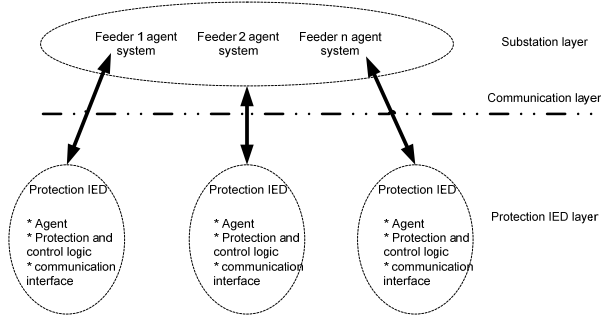 Feeder 1 agent system
Feeder 2 agent system
Feeder n agent system
Substation layer
Communication layer
Protection IED
* Agent
* Protection and
control logic
* communication
interface
Protection IED
* Agent
* Protection and
control logic
* communication
interface
Protection IED
* Agent
* Protection and
control logic
* communication
interface
Protection IED layer